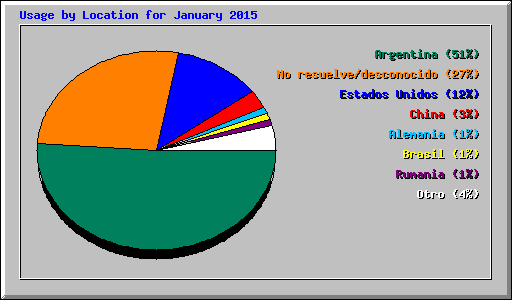 Usage by Location for January 2015
Argentina (51%)
No resuelve/desconocido (27%)
Estados Unidos (12%)
China (3%)
Alemania (1%)
Brasil (1%)
Rumania (1%)
Otro (4%)